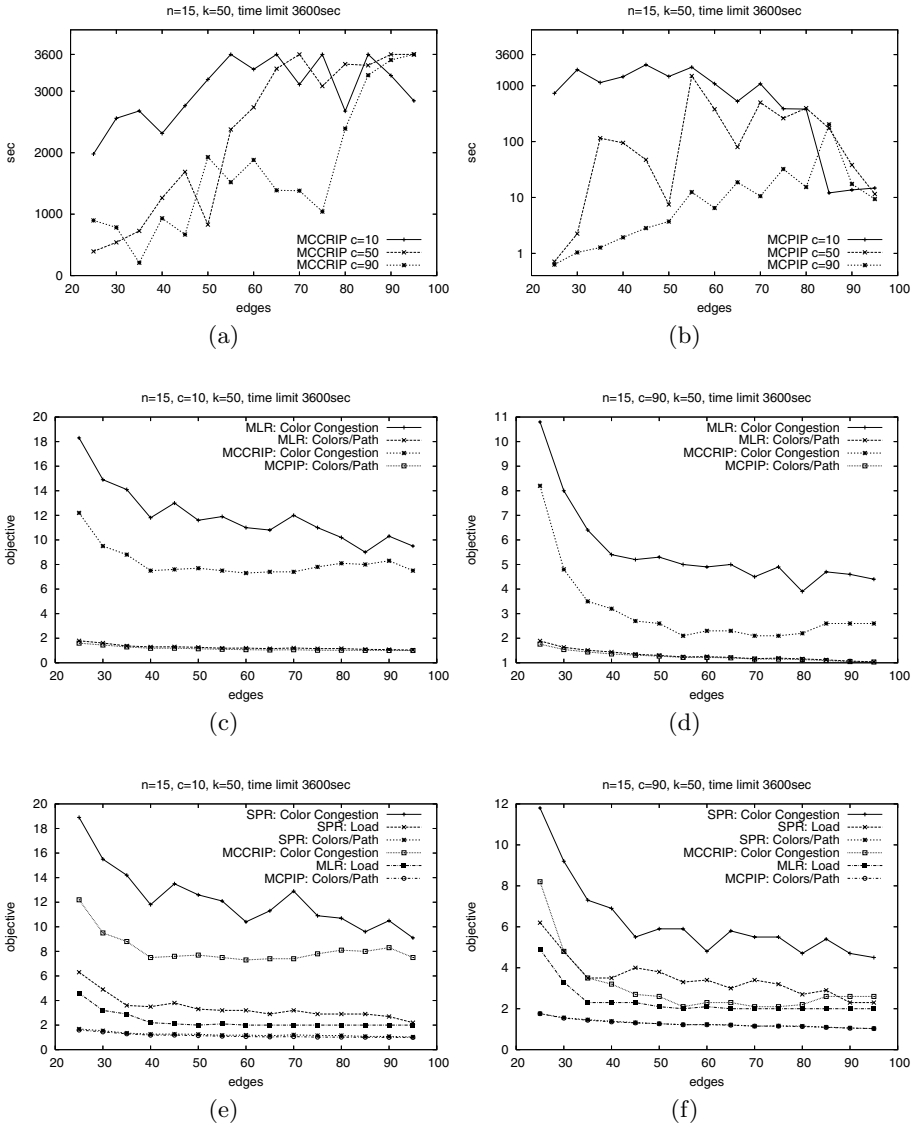 n=15, k=50, time limit 3600sec
3600
3000
2000
1000
0
sec
MCCRIP c=10
MCCRIP c=50
MCCRIP c=90
20 30 40 50 60 70 80 90 100
edges
(a)
n=15, k=50, time limit 3600sec
3600
1000
100
10
1
sec
MCPIP c=10
MCPIP c=50
MCPIP c=90
20 30 40 50 60 70 80 90 100
edges
(b)
n=15, c=10, k=50, time limit 3600sec
20
18
16
14
12
10
8
6
4
2
0
objective
MLR: Color Congestion
MLR: Colors/Path
MCCRIP: Color Congestion
MCPIP: Colors/Path
20 30 40 50 60 70 80 90 100
edges
(c)
n=15, c=90, k=50, time limit 3600sec
11
10
9
8
7
6
5
4
3
2
1
objective
MLR: Color Congestion
MLR: Colors/Path
MCCRIP: Color Congestion
MCPIP: Colors/Path
20 30 40 50 60 70 80 90 100
edges
(d)
n=15, c=10, k=50, time limit 3600sec
20
18
16
14
12
10
8
6
4
2
0
objective
SPR: Color Congestion
SPR: Load
SPR: Colors/Path
MCCRIP: Color Congestion
MLR: Load
MCPIP: Colors/Path
20 30 40 50 60 70 80 90 100
edges
(e)
n=15, c=90, k=50, time limit 3600sec
12
10
8
6
4
2
0
objective
SPR: Color Congestion
SPR: Load
SPR: Colors/Path
MCCRIP: Color Congestion
MLR: Load
MCPIP: Colors/Path
20 30 40 50 60 70 80 90 100
edges
(f)